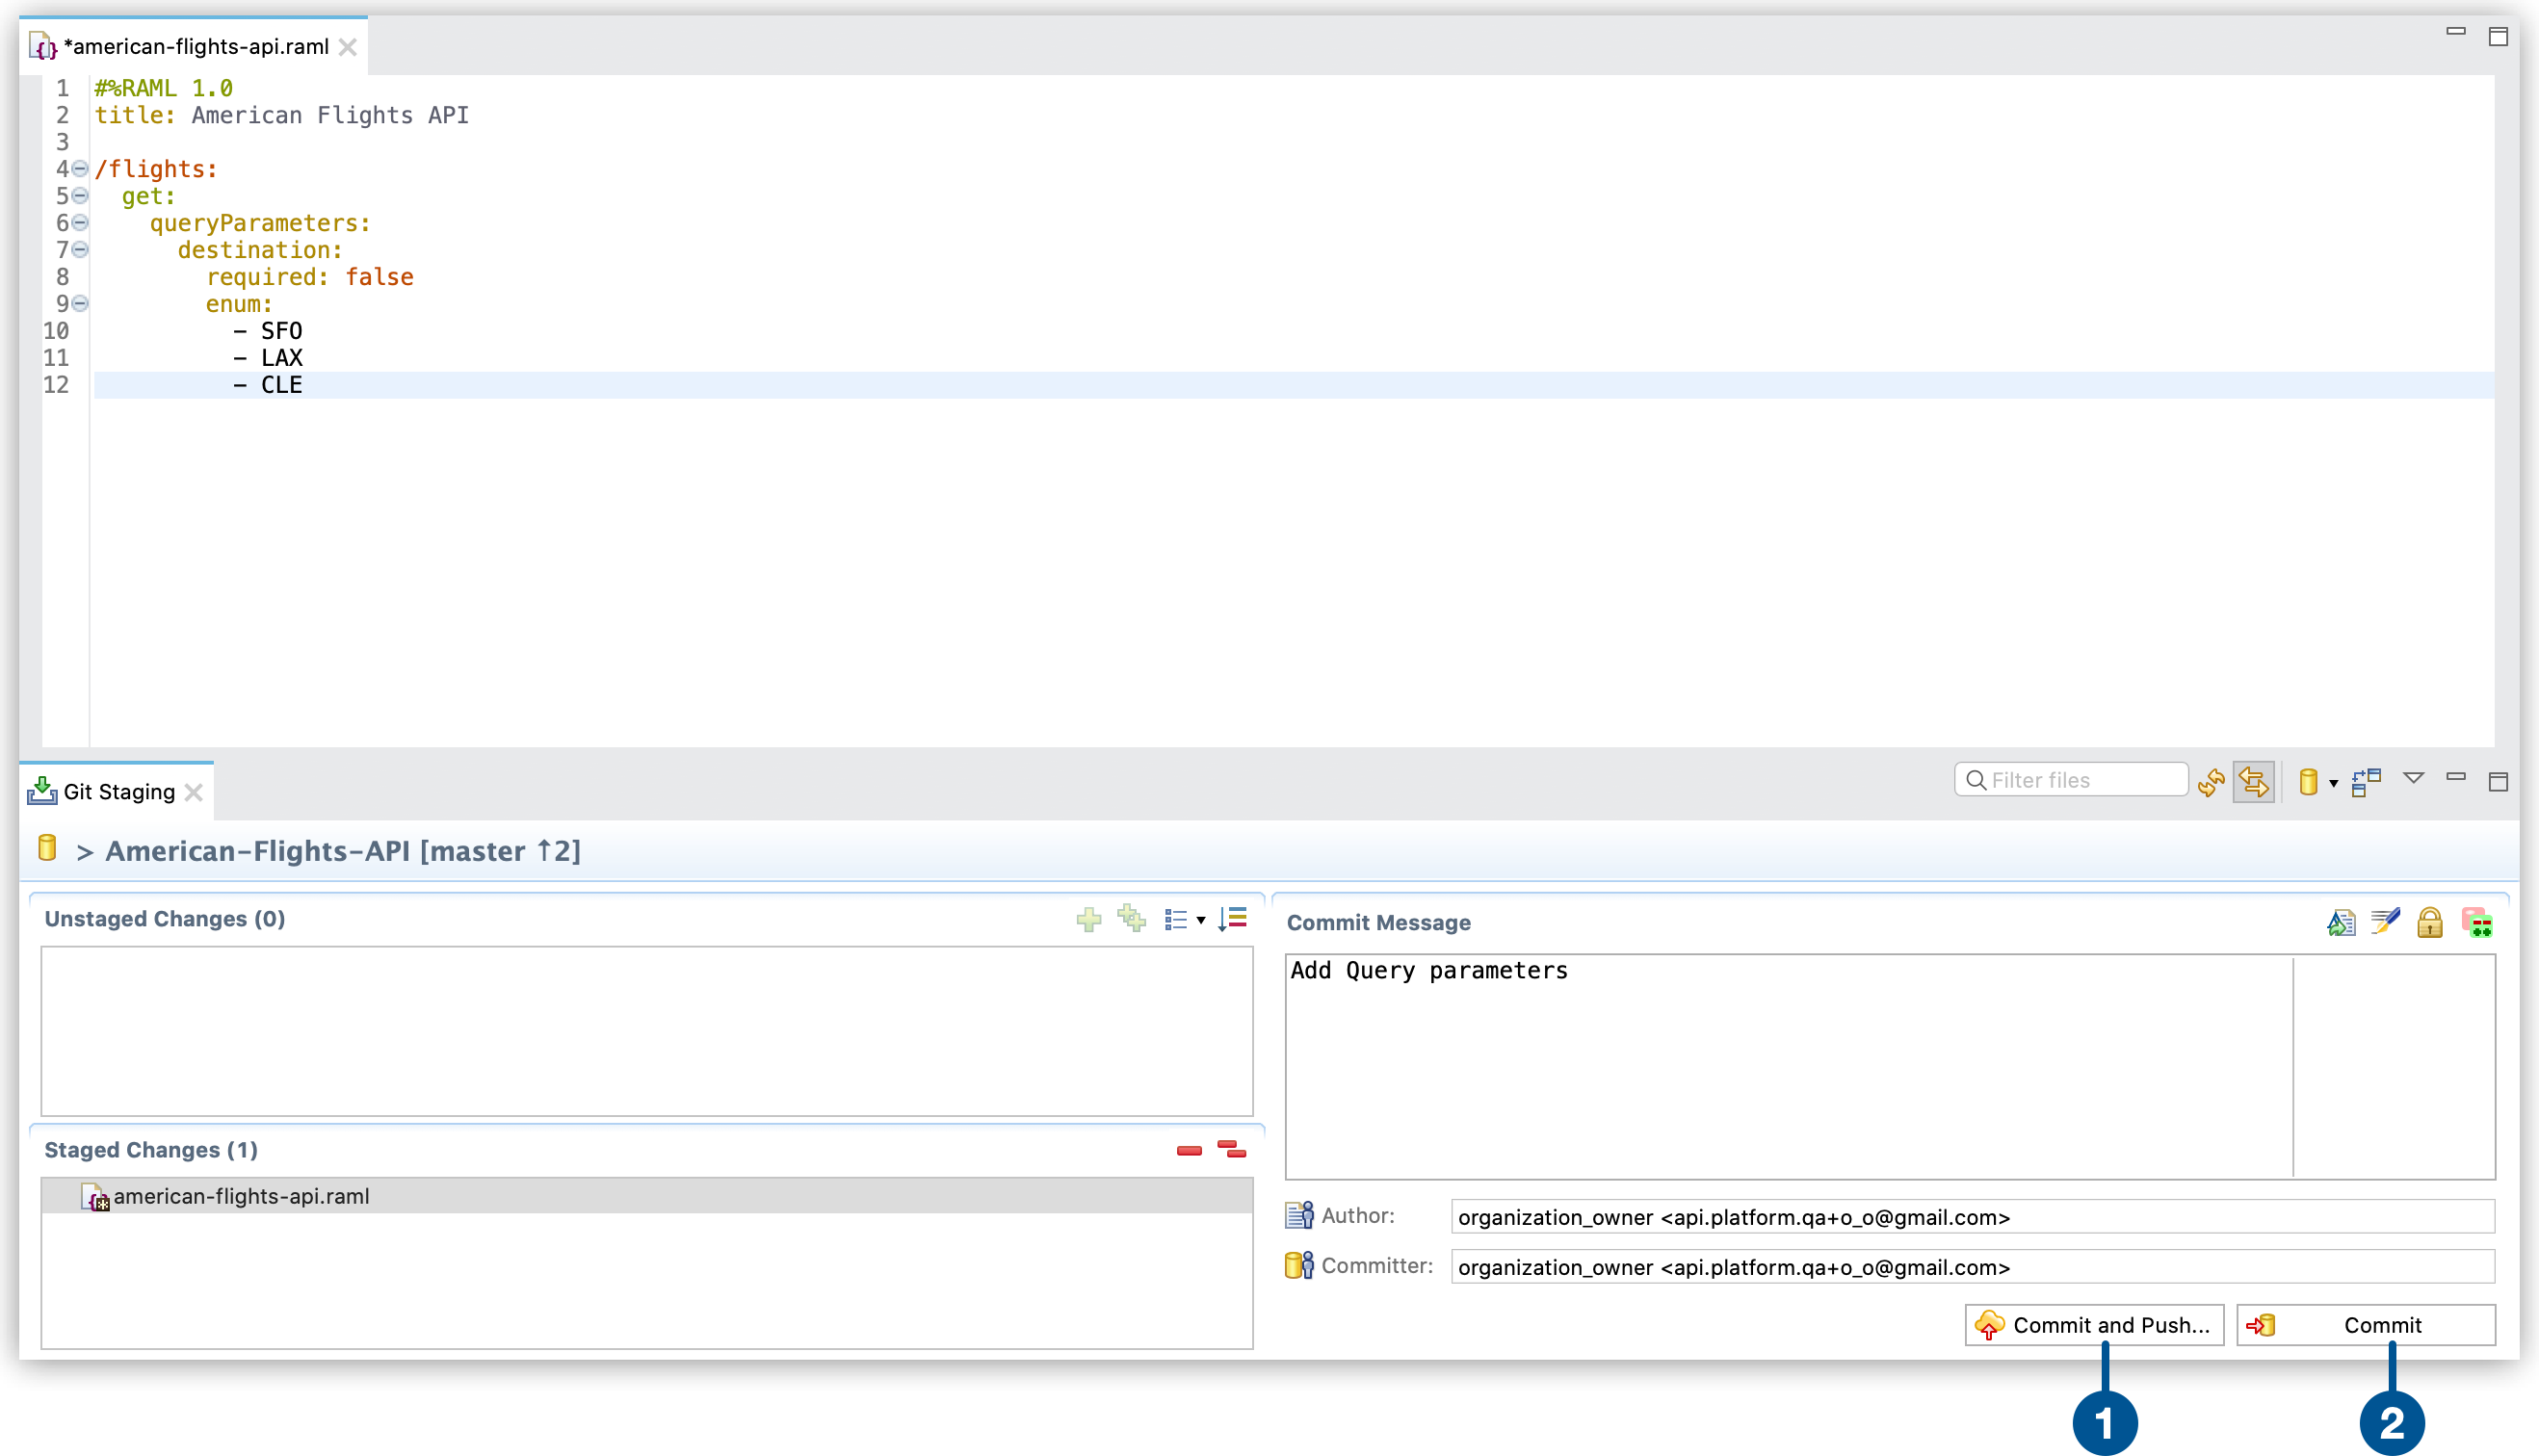 *american-flights-api.raml
1 #%RAML 1.0
2 title: American Flights API
3
4 /flights:
5 get:
6 queryParameters:
7 destination:
8 required: false
9 enum:
10 - SFO
11 - LAX
12 - CLE
Git Staging
Filter files
> American-Flights-API [master ↑2]
Unstaged Changes (0)
Commit Message
Add Query parameters
Staged Changes (1)
american-flights-api.raml
Author: organization_owner <api.platform.qa+o_o@gmail.com>
Committer: organization_owner <api.platform.qa+o_o@gmail.com>
Commit and Push...
Commit
1
2